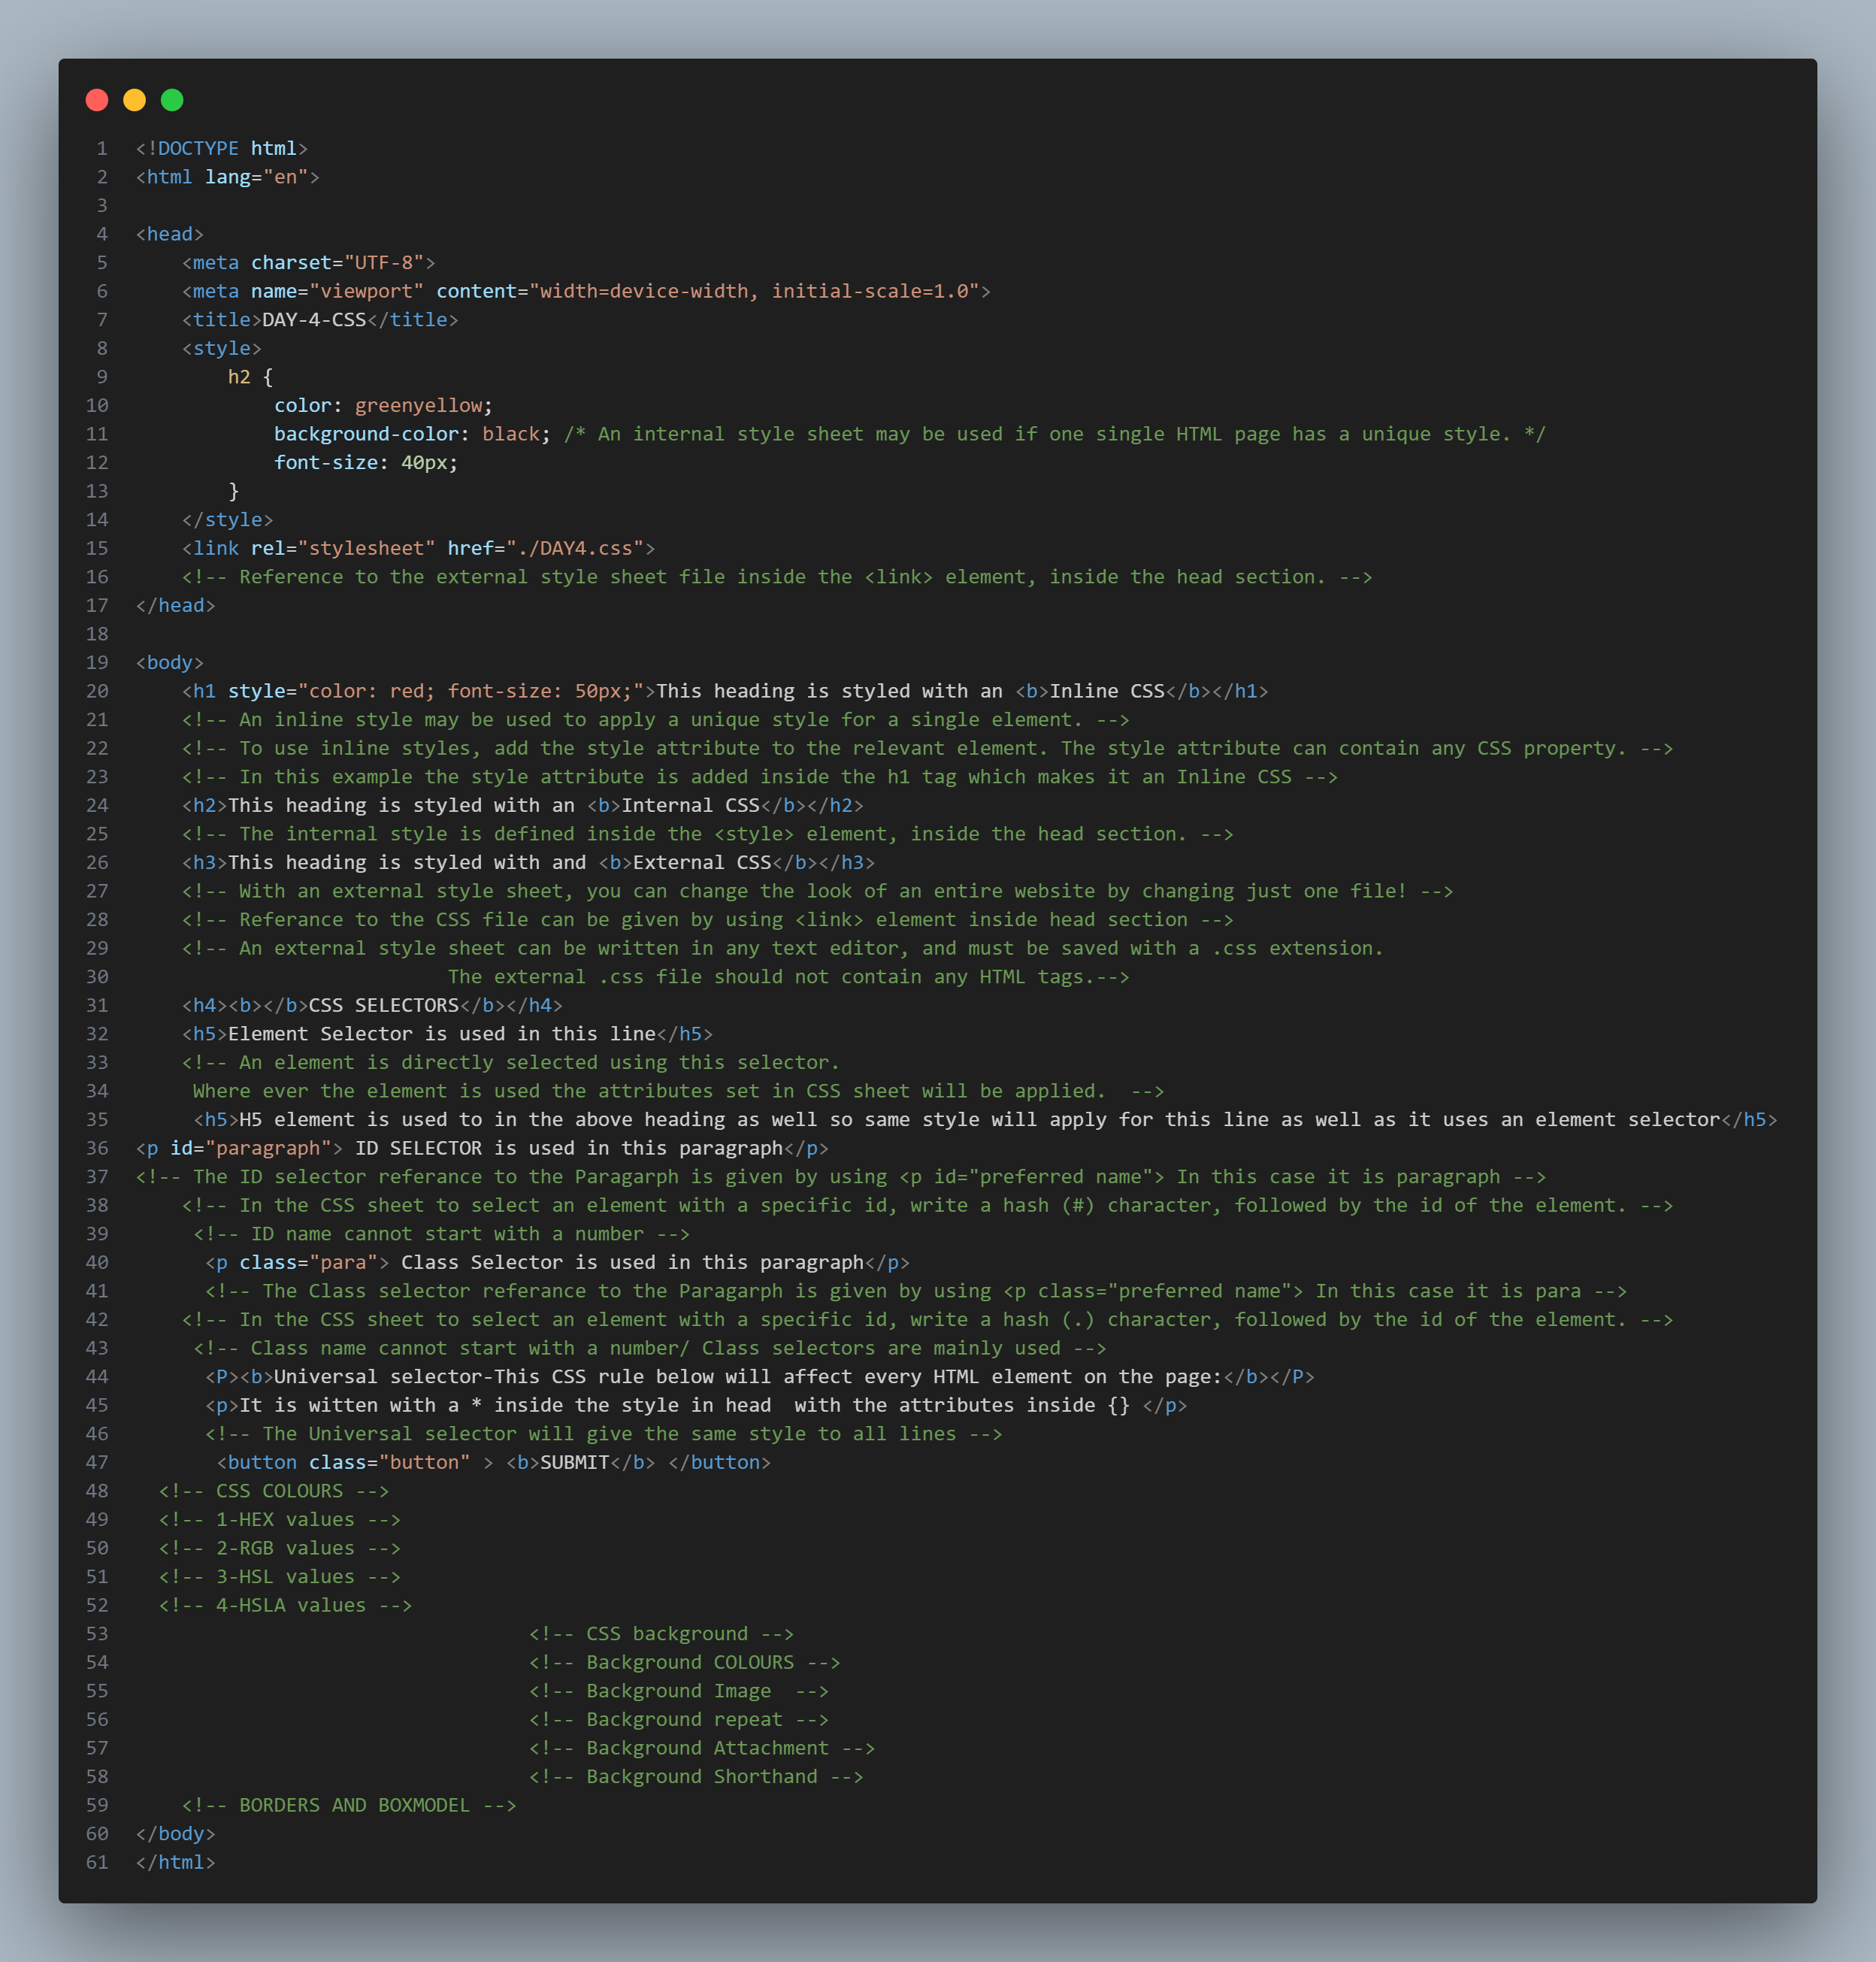 1 <!DOCTYPE html>
2 <html lang="en">
3
4 <head>
5     <meta charset="UTF-8">
6     <meta name="viewport" content="width=device-width, initial-scale=1.0">
7     <title>DAY-4-CSS</title>
8     <style>
9         h2 {
10             color: greenyellow;
11             background-color: black; /* An internal style sheet may be used if one single HTML page has a unique style. */
12             font-size: 40px;
13         }
14     </style>
15     <link rel="stylesheet" href="./DAY4.css">
16     <!-- Reference to the external style sheet file inside the <link> element, inside the head section. -->
17 </head>
18
19 <body>
20     <h1 style="color: red; font-size: 50px;">This heading is styled with an <b>Inline CSS</b></h1>
21     <!-- An inline style may be used to apply a unique style for a single element. -->
22     <!-- To use inline styles, add the style attribute to the relevant element. The style attribute can contain any CSS property. -->
23     <!-- In this example the style attribute is added inside the h1 tag which makes it an Inline CSS -->
24     <h2>This heading is styled with an <b>Internal CSS</b></h2>
25     <!-- The internal style is defined inside the <style> element, inside the head section. -->
26     <h3>This heading is styled with and <b>External CSS</b></h3>
27     <!-- With an external style sheet, you can change the look of an entire website by changing just one file! -->
28     <!-- Referance to the CSS file can be given by using <link> element inside head section -->
29     <!-- An external style sheet can be written in any text editor, and must be saved with a .css extension.
30                            The external .css file should not contain any HTML tags.-->
31     <h4><b></b>CSS SELECTORS</b></h4>
32     <h5>Element Selector is used in this line</h5>
33     <!-- An element is directly selected using this selector.
34      Where ever the element is used the attributes set in CSS sheet will be applied.  -->
35      <h5>H5 element is used to in the above heading as well so same style will apply for this line as well as it uses an element selector</h5>
36 <p id="paragraph"> ID SELECTOR is used in this paragraph</p>
37 <!-- The ID selector referance to the Paragarph is given by using <p id="preferred name"> In this case it is paragraph -->
38     <!-- In the CSS sheet to select an element with a specific id, write a hash (#) character, followed by the id of the element. -->
39      <!-- ID name cannot start with a number -->
40       <p class="para"> Class Selector is used in this paragraph</p>
41       <!-- The Class selector referance to the Paragarph is given by using <p class="preferred name"> In this case it is para -->
42     <!-- In the CSS sheet to select an element with a specific id, write a hash (.) character, followed by the id of the element. -->
43      <!-- Class name cannot start with a number/ Class selectors are mainly used -->
44       <P><b>Universal selector-This CSS rule below will affect every HTML element on the page:</b></P>
45       <p>It is witten with a * inside the style in head  with the attributes inside {} </p>
46       <!-- The Universal selector will give the same style to all lines -->
47        <button class="button" > <b>SUBMIT</b> </button>
48   <!-- CSS COLOURS -->
49   <!-- 1-HEX values -->
50   <!-- 2-RGB values -->
51   <!-- 3-HSL values -->
52   <!-- 4-HSLA values -->
53                                   <!-- CSS background -->
54                                   <!-- Background COLOURS -->
55                                   <!-- Background Image  -->
56                                   <!-- Background repeat -->
57                                   <!-- Background Attachment -->
58                                   <!-- Background Shorthand -->
59     <!-- BORDERS AND BOXMODEL -->
60 </body>
61 </html>